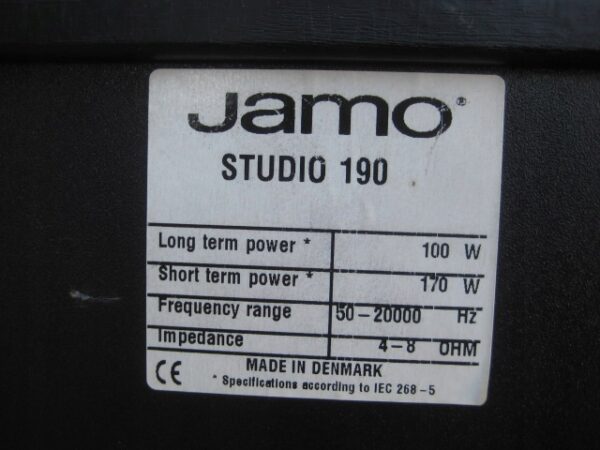 Jamo®
STUDIO 190
Long term power * 100 W
Short term power * 170 W
Frequency range 50-20000 Hz
Impedance 4-8 OHM
CE MADE IN DENMARK
* Specifications according to IEC 268-5